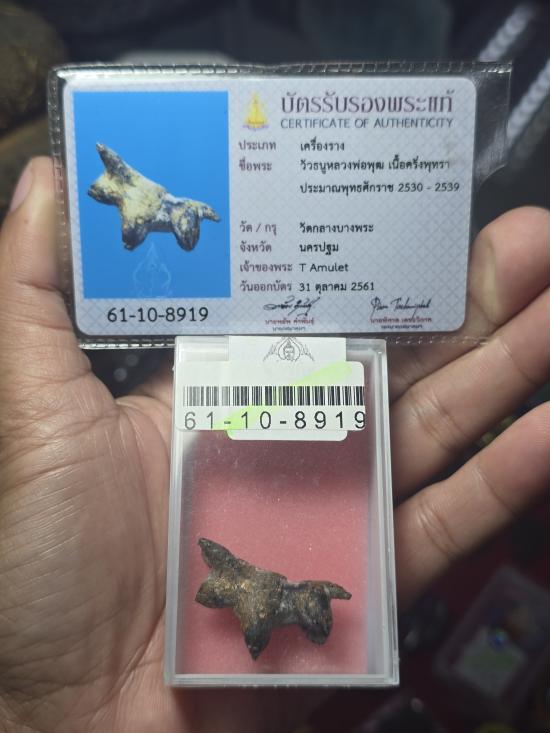 บัตรรับรองพระแท้
CERTIFICATE OF AUTHENTICITY
ประเภท เครื่องราง
ชื่อพระ วัวธนูหลวงพ่อพุฒ เนื้อครั่งพุทรา
ประมาณพุทธศักราช 2530 - 2539
วัด / กรุ วัดกลางบางพระ
จังหวัด นครปฐม
เจ้าของพระ T Amulet
วันออกบัตร 31 ตุลาคม 2561
61-10-8919
61-10-8919